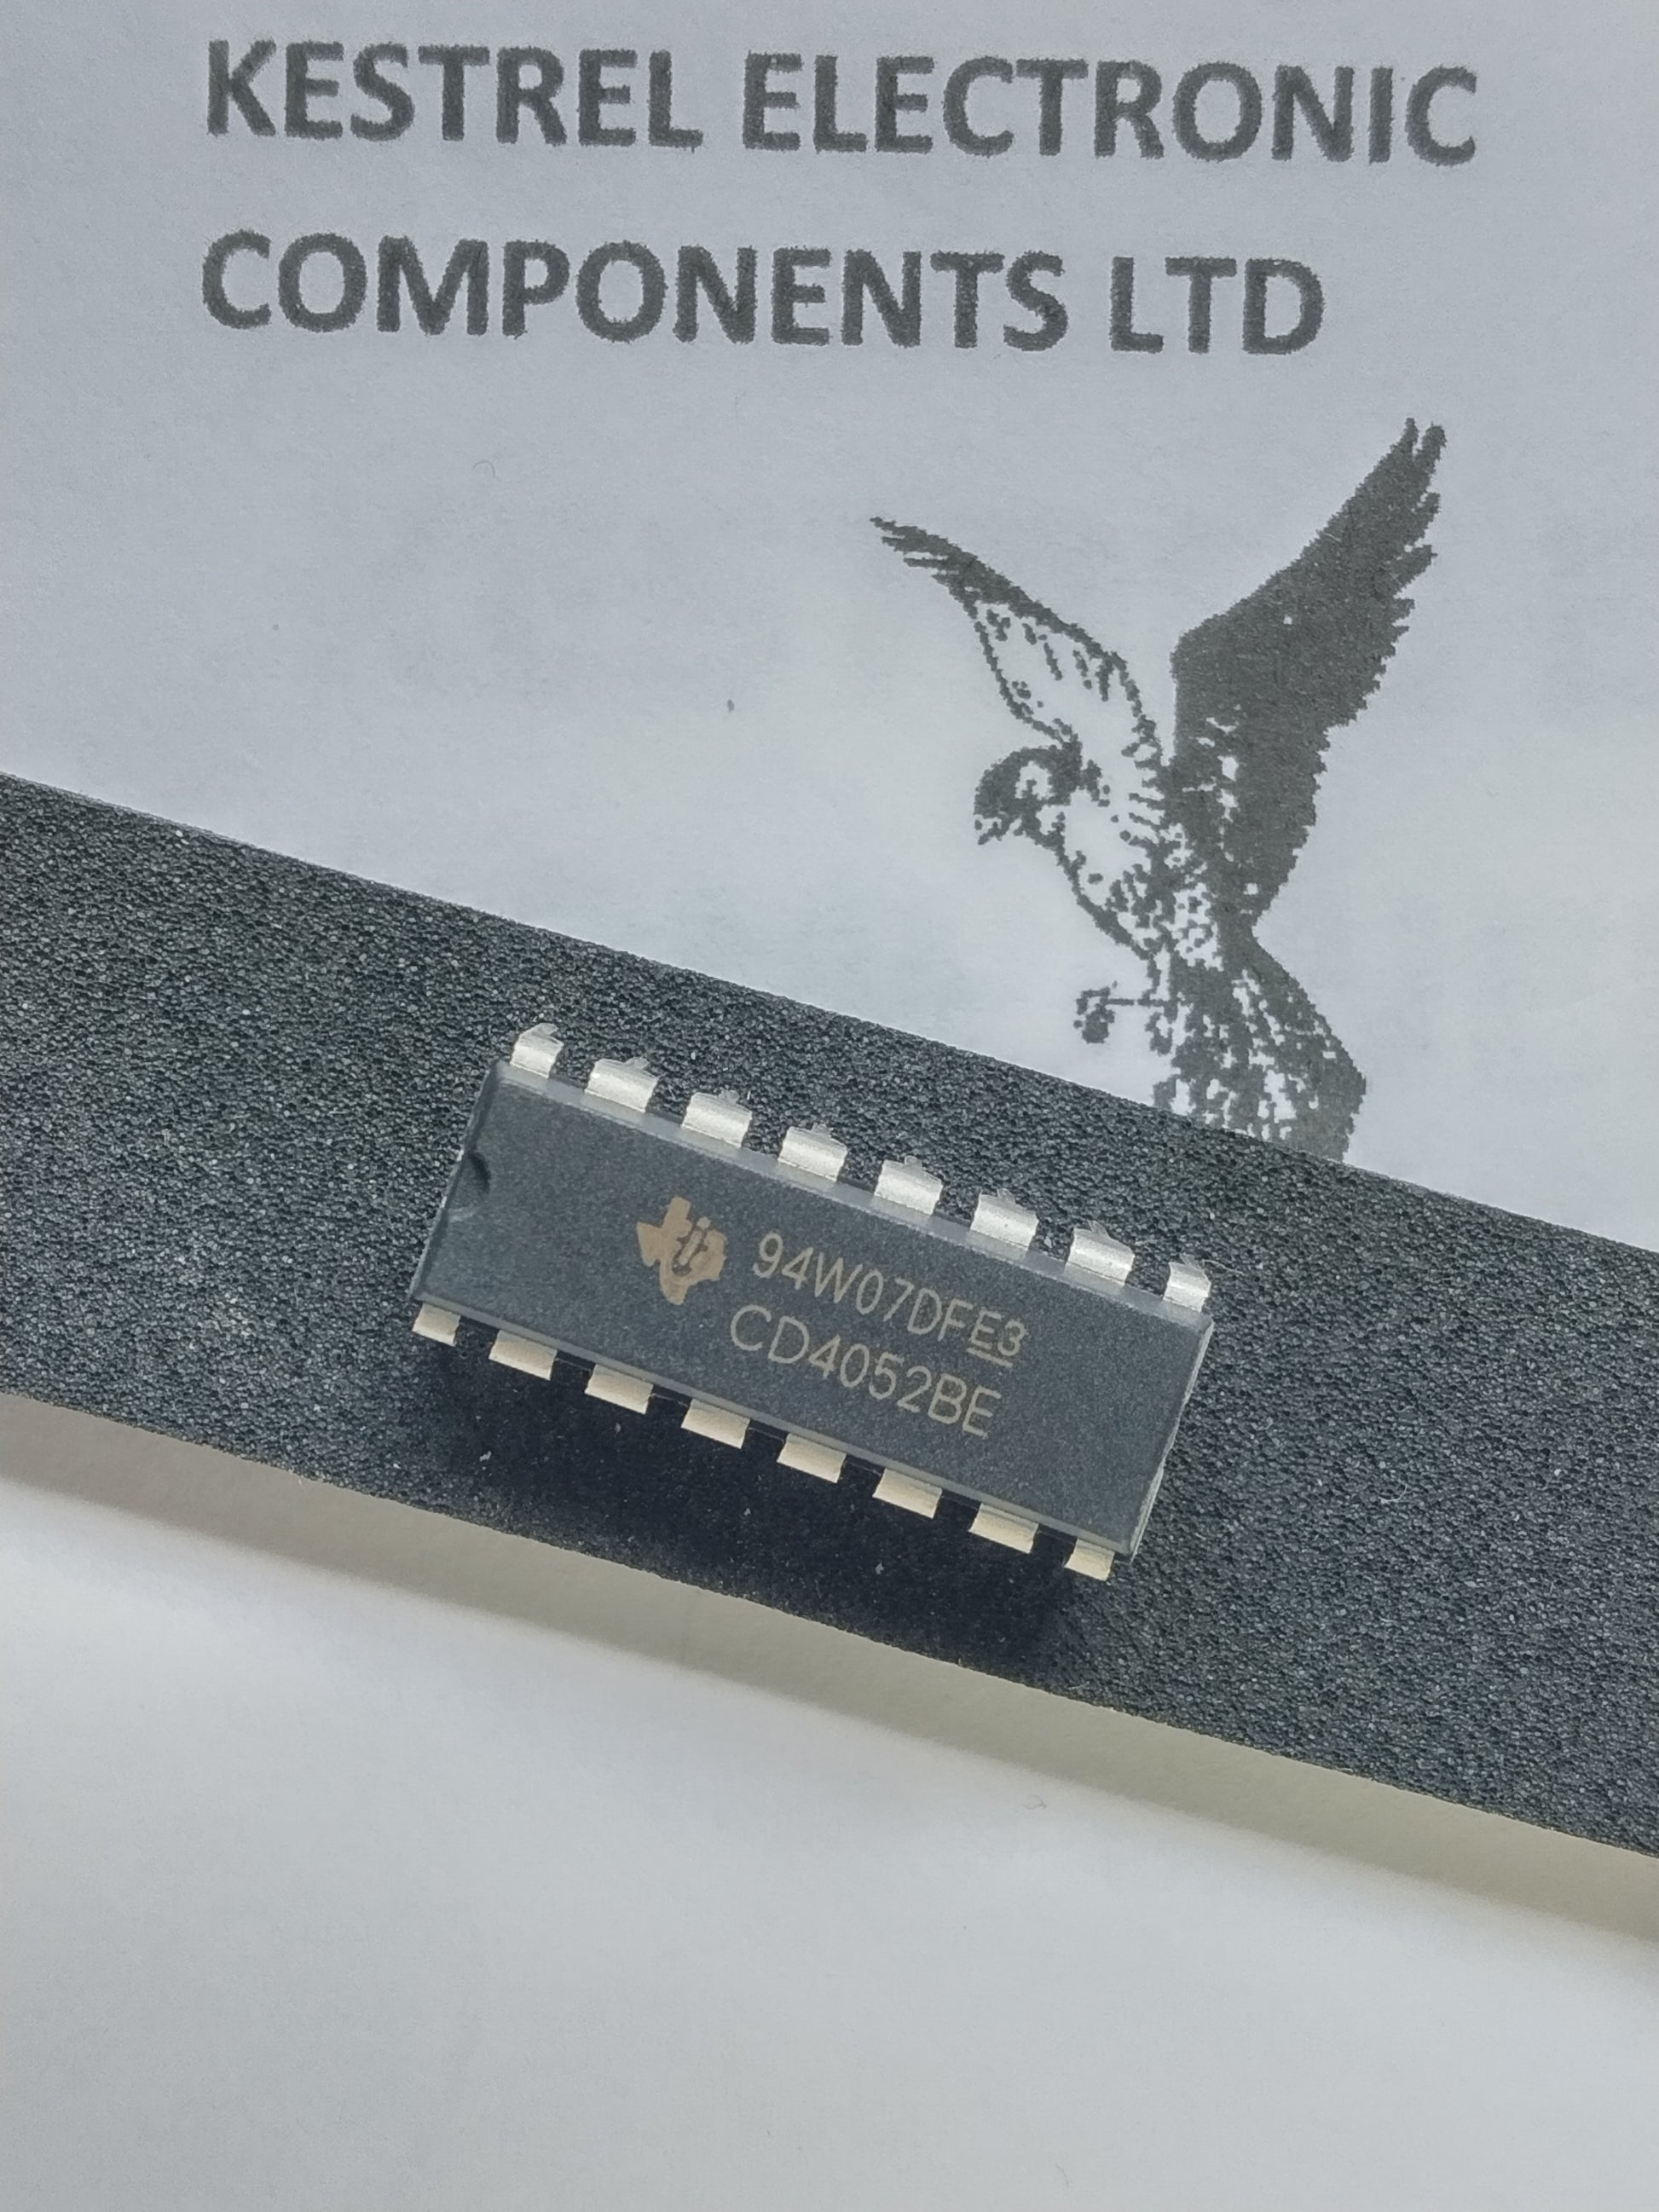 KESTREL ELECTRONIC
COMPONENTS LTD
94W07DFE3
CD4052BE